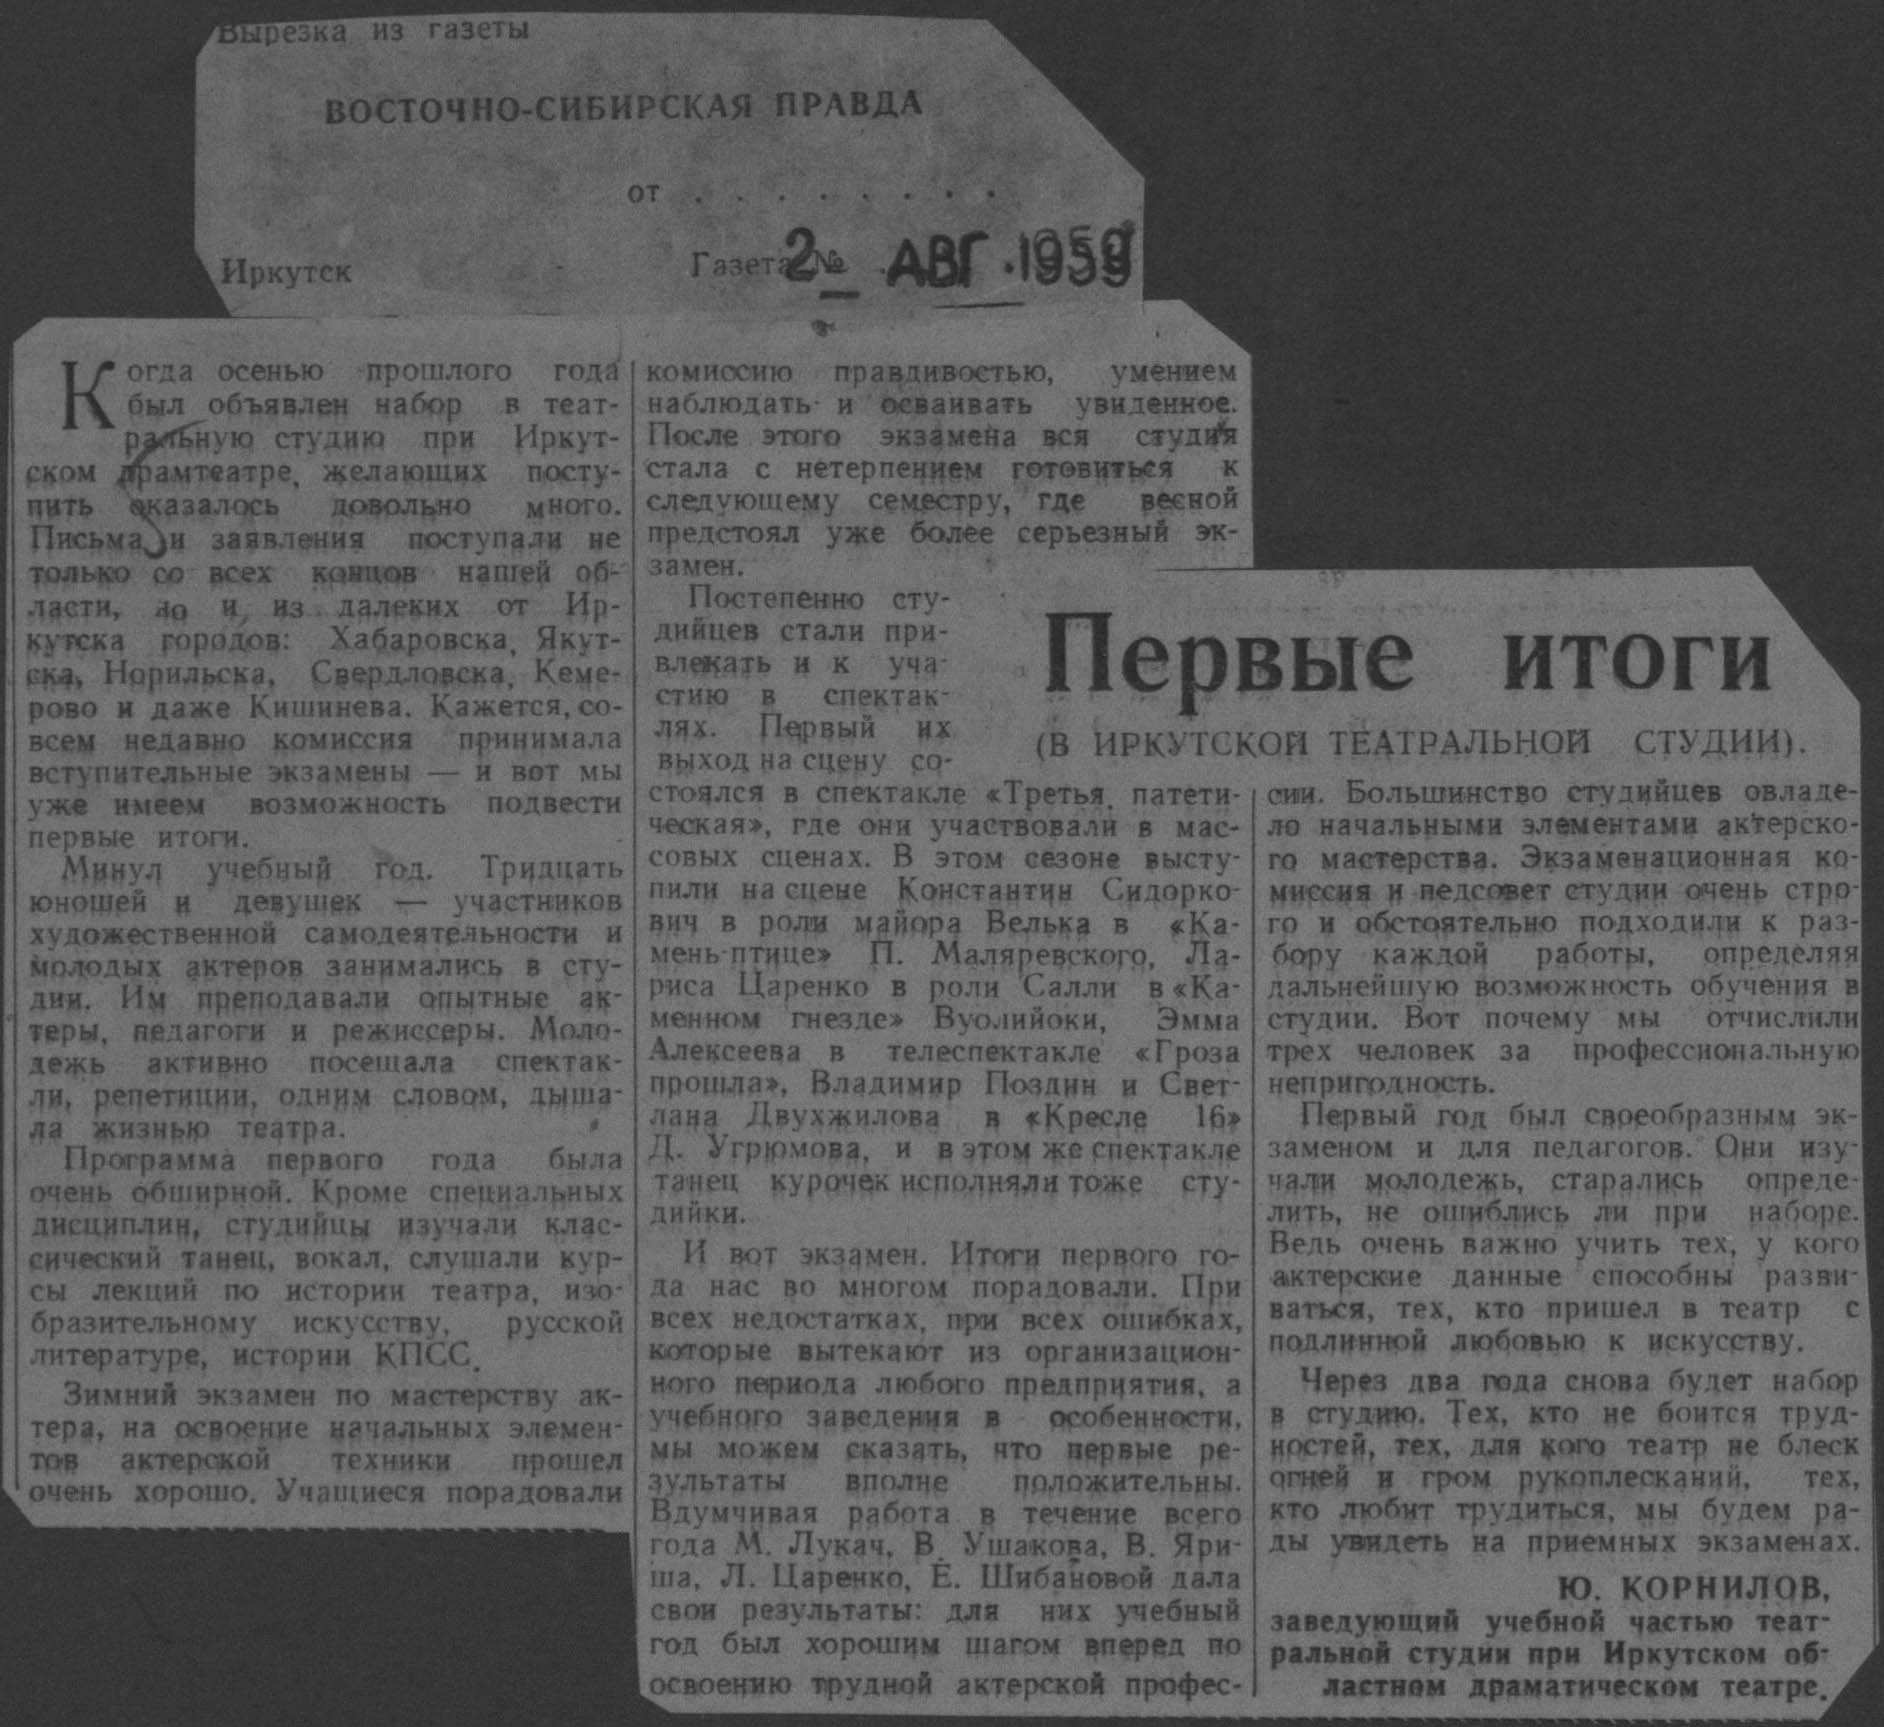 Вырезка из газеты
ВОСТОЧНО-СИБИРСКАЯ ПРАВДА
от . . . . . . . .
Иркутск Газета № 2 АВГ 1959
Первые итоги
(В ИРКУТСКОЙ ТЕАТРАЛЬНОЙ СТУДИИ).
Когда осенью прошлого года
был объявлен набор в теат-
ральную студию при Иркут-
ском драмтеатре, желающих посту-
пить оказалось довольно много.
Письма и заявления поступали не
только со всех концов нашей об-
ласти, но и из далеких от Ир-
кутска городов: Хабаровска, Якут-
ска, Норильска, Свердловска, Кеме-
рово и даже Кишинева. Кажется, со-
всем недавно комиссия принимала
вступительные экзамены — и вот мы
уже имеем возможность подвести
первые итоги.
Минул учебный год. Тридцать
юношей и девушек — участников
художественной самодеятельности и
молодых актеров занимались в сту-
дии. Им преподавали опытные ак-
теры, педагоги и режиссеры. Моло-
дежь активно посещала спектак-
ли, репетиции, одним словом, дыша-
ла жизнью театра.
Программа первого года была
очень обширной. Кроме специальных
дисциплин, студийцы изучали клас-
сический танец, вокал, слушали кур-
сы лекций по истории театра, изо-
бразительному искусству, русской
литературе, истории КПСС.
Зимний экзамен по мастерству ак-
тера, на освоение начальных элемен-
тов актерской техники прошел
очень хорошо. Учащиеся порадовали
комиссию правдивостью, умением
наблюдать и осваивать увиденное.
После этого экзамена вся студия
стала с нетерпением готовиться к
следующему семестру, где весной
предстоял уже более серьезный эк-
замен.
Постепенно сту-
дийцев стали при-
влекать и к уча-
стию в спектак-
лях. Первый их
выход на сцену со-
стоялся в спектакле «Третья, патети-
ческая», где они участвовали в мас-
совых сценах. В этом сезоне высту-
пили на сцене Константин Сидорко-
вич в роли майора Велька в «Ка-
мень-птице» П. Маляревского, Ла-
риса Царенко в роли Салли в «Ка-
менном гнезде» Вуолийоки, Эмма
Алексеева в телеспектакле «Гроза
прошла», Владимир Поздин и Свет-
лана Двухжилова в «Кресле 16»
Д. Угрюмова, и в этом же спектакле
танец курочек исполняли тоже сту-
дийки.
И вот экзамен. Итоги первого го-
да нас во многом порадовали. При
всех недостатках, при всех ошибках,
которые вытекают из организацион-
ного периода любого предприятия, а
учебного заведения в особенности,
мы можем сказать, что первые ре-
зультаты вполне положительны.
Вдумчивая работа в течение всего
года М. Лукач, В. Ушакова, В. Яри-
ша, Л. Царенко, Е. Шибановой дала
свои результаты: для них учебный
год был хорошим шагом вперед по
освоению трудной актерской профес-
сии. Большинство студийцев овладе-
ло начальными элементами актерско-
го мастерства. Экзаменационная ко-
миссия и педсовет студии очень стро-
го и обстоятельно подходили к раз-
бору каждой работы, определяя
дальнейшую возможность обучения в
студии. Вот почему мы отчислили
трех человек за профессиональную
непригодность.
Первый год был своеобразным эк-
заменом и для педагогов. Они изу-
чали молодежь, старались опреде-
лить, не ошиблись ли при наборе.
Ведь очень важно учить тех, у кого
актерские данные способны разви-
ваться, тех, кто пришел в театр с
подлинной любовью к искусству.
Через два года снова будет набор
в студию. Тех, кто не боится труд-
ностей, тех, для кого театр не блеск
огней и гром рукоплесканий, тех,
кто любит трудиться, мы будем ра-
ды увидеть на приемных экзаменах.
Ю. КОРНИЛОВ,
заведующий учебной частью теат-
ральной студии при Иркутском об-
ластном драматическом театре.